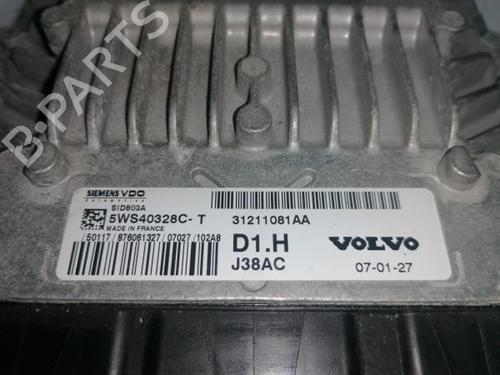 B-PARTS
SIEMENS VDO
Automotive
SID803A
5WS40328C- T
31211081AA
MADE IN FRANCE
/50117/876061327/07027/102A8
D1.H
VOLVO
J38AC
07-01-27